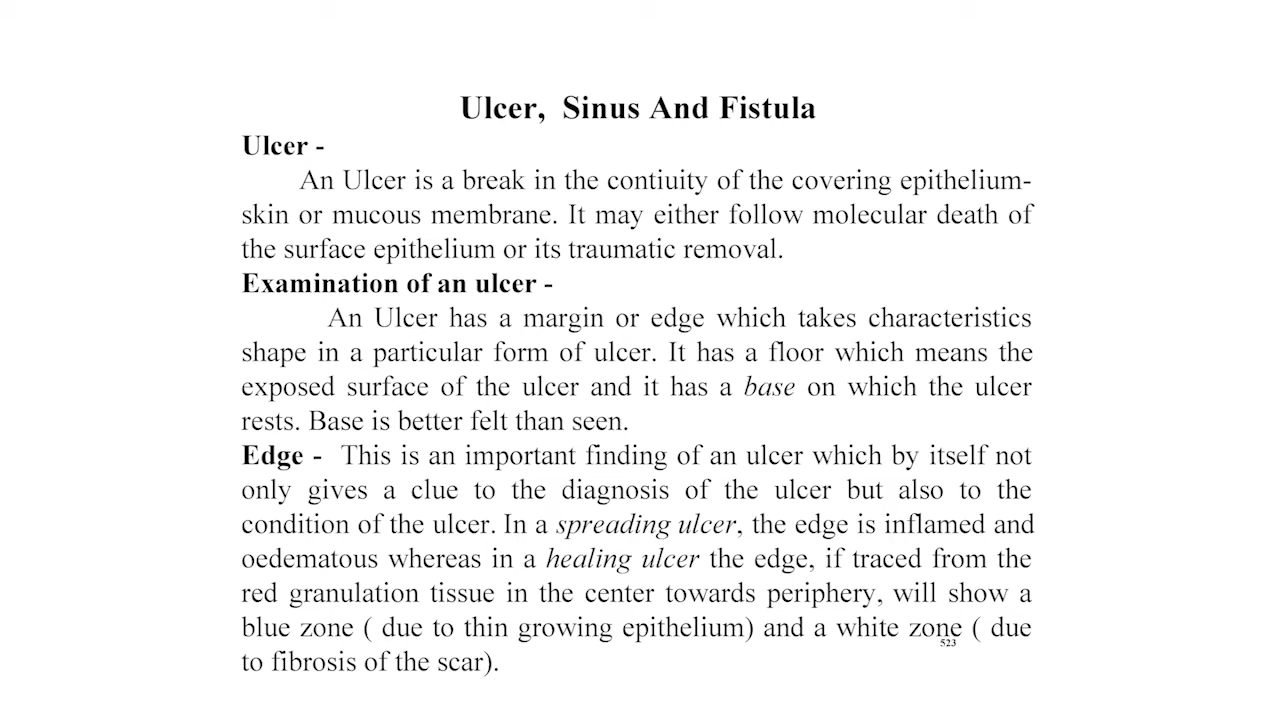 Ulcer, Sinus And Fistula
Ulcer -
An Ulcer is a break in the contiuity of the covering epithelium-
skin or mucous membrane. It may either follow molecular death of
the surface epithelium or its traumatic removal.
Examination of an ulcer -
An Ulcer has a margin or edge which takes characteristics
shape in a particular form of ulcer. It has a floor which means the
exposed surface of the ulcer and it has a base on which the ulcer
rests. Base is better felt than seen.
Edge - This is an important finding of an ulcer which by itself not
only gives a clue to the diagnosis of the ulcer but also to the
condition of the ulcer. In a spreading ulcer, the edge is inflamed and
oedematous whereas in a healing ulcer the edge, if traced from the
red granulation tissue in the center towards periphery, will show a
blue zone ( due to thin growing epithelium) and a white zone ( due
to fibrosis of the scar).
523